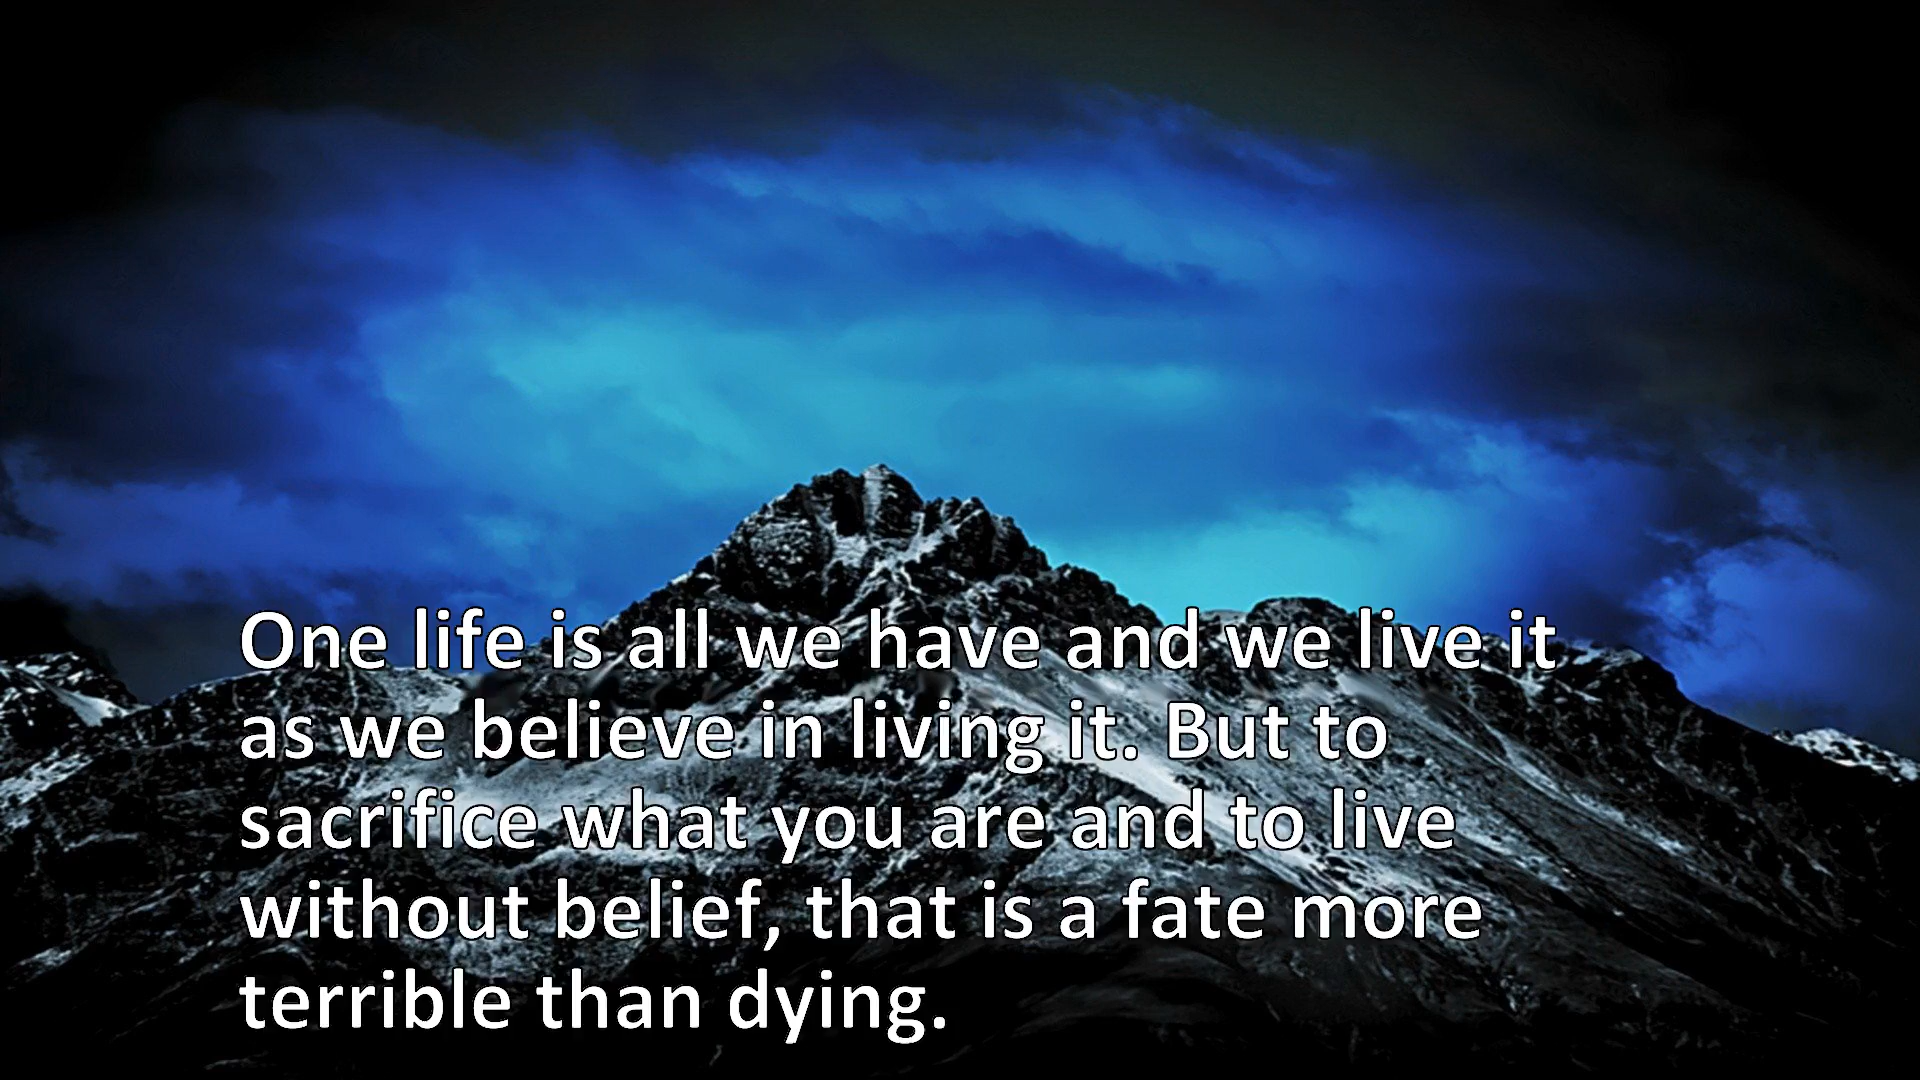 One life is all we have and we live it
as we believe in living it. But to
sacrifice what you are and to live
without belief, that is a fate more
terrible than dying.